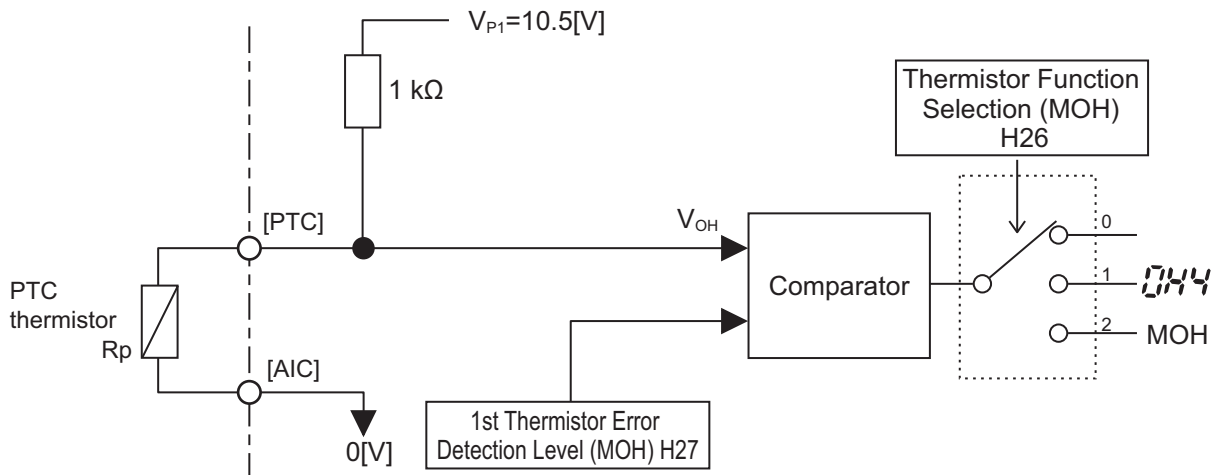 V_P1=10.5[V]
1 kΩ
Thermistor Function
Selection (MOH)
H26
[PTC]
V_OH
0
PTC
thermistor
Rp
Comparator
1
OH4
2
MOH
[AIC]
0[V]
1st Thermistor Error
Detection Level (MOH) H27